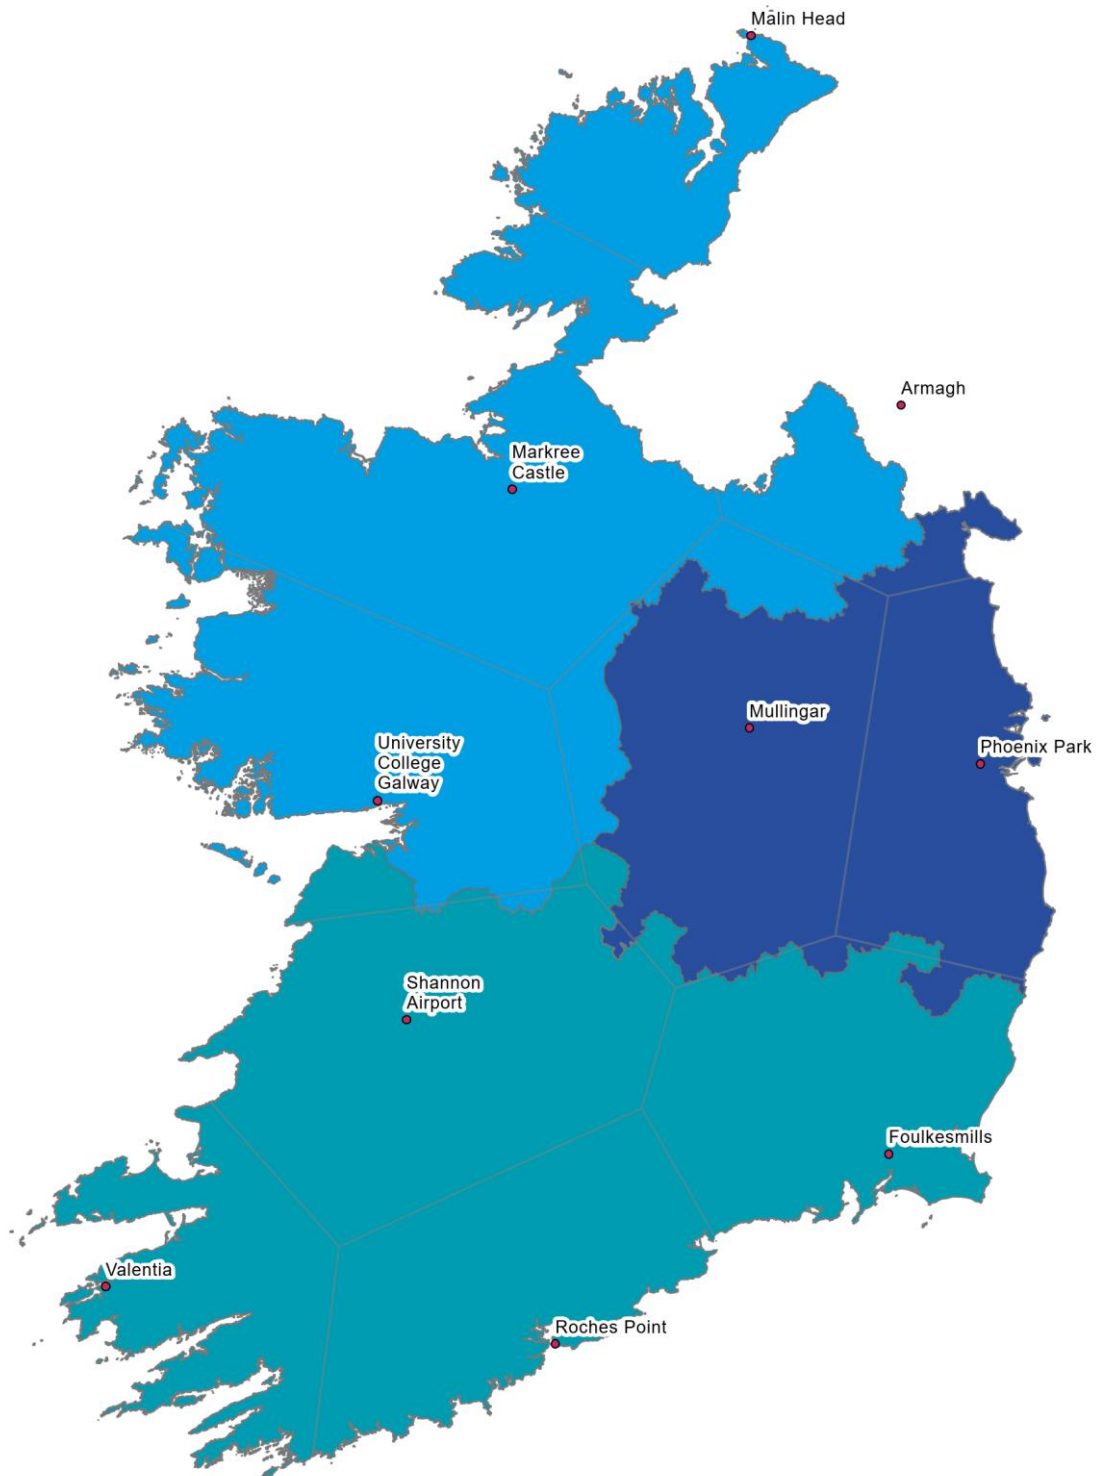 Malin Head
Armagh
Markree
Castle
Mullingar
University
College
Galway
Phoenix Park
Shannon
Airport
Foulkesmills
Valentia
Roches Point